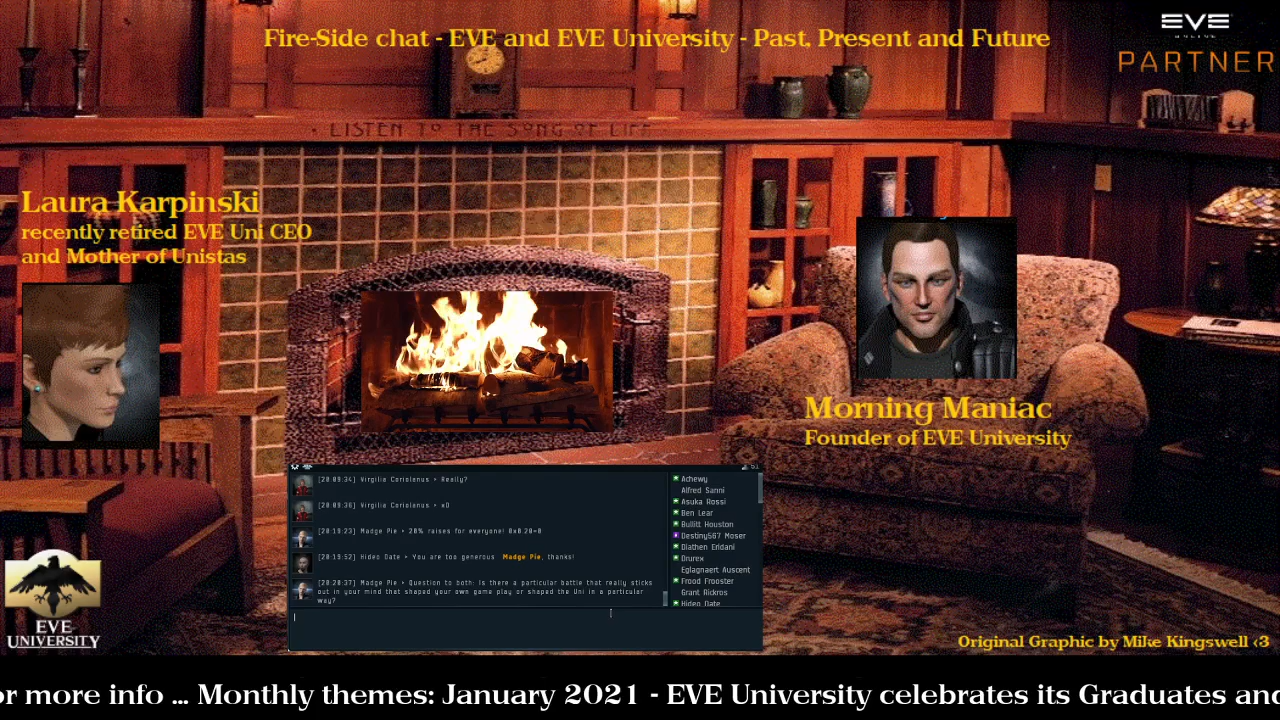 Fire-Side chat - EVE and EVE University - Past, Present and Future
EVE
ONLINE
PARTNER
· LISTEN TO THE SONG OF LIFE
Laura Karpinski
recently retired EVE Uni CEO
and Mother of Unistas
Morning Maniac
Founder of EVE University
[20:09:34] Virgilia Coriolanus > Really?
[20:09:36] Virgilia Coriolanus > xD
[20:19:23] Madge Pie > 20% raises for everyone! 0x0.20=0
[20:19:52] Hideo Date > You are too generous Madge Pie, thanks!
[20:20:37] Madge Pie > Question to both: Is there a particular battle that really sticks
out in your mind that shaped your own game play or shaped the Uni in a particular
way?
61
Achewy
Alfred Sanni
Asuka Rossi
Ben Lear
Bullitt Houston
Destiny567 Moser
Diathen Eridani
Drurex
Eglagnaert Auscent
Frood Frooster
Grant Rickros
Hideo Date
EVE
UNIVERSITY
Original Graphic by Mike Kingswell <3
or more info ... Monthly themes: January 2021 - EVE University celebrates its Graduates and